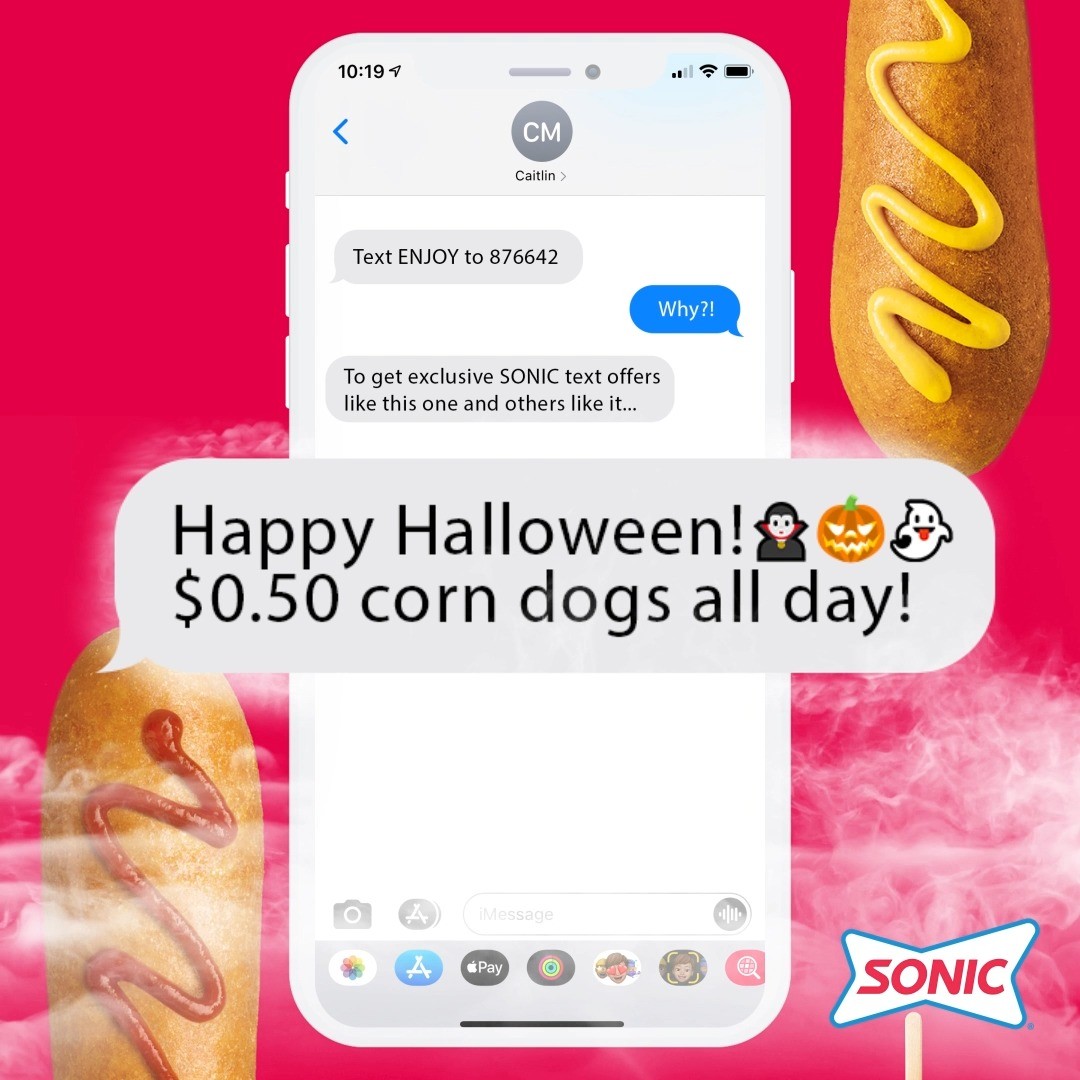 10:19
CM
Caitlin >
Text ENJOY to 876642
Why?!
To get exclusive SONIC text offers
like this one and others like it...
Happy Halloween!🧛🎃👻
$0.50 corn dogs all day!
iMessage
Pay
SONIC